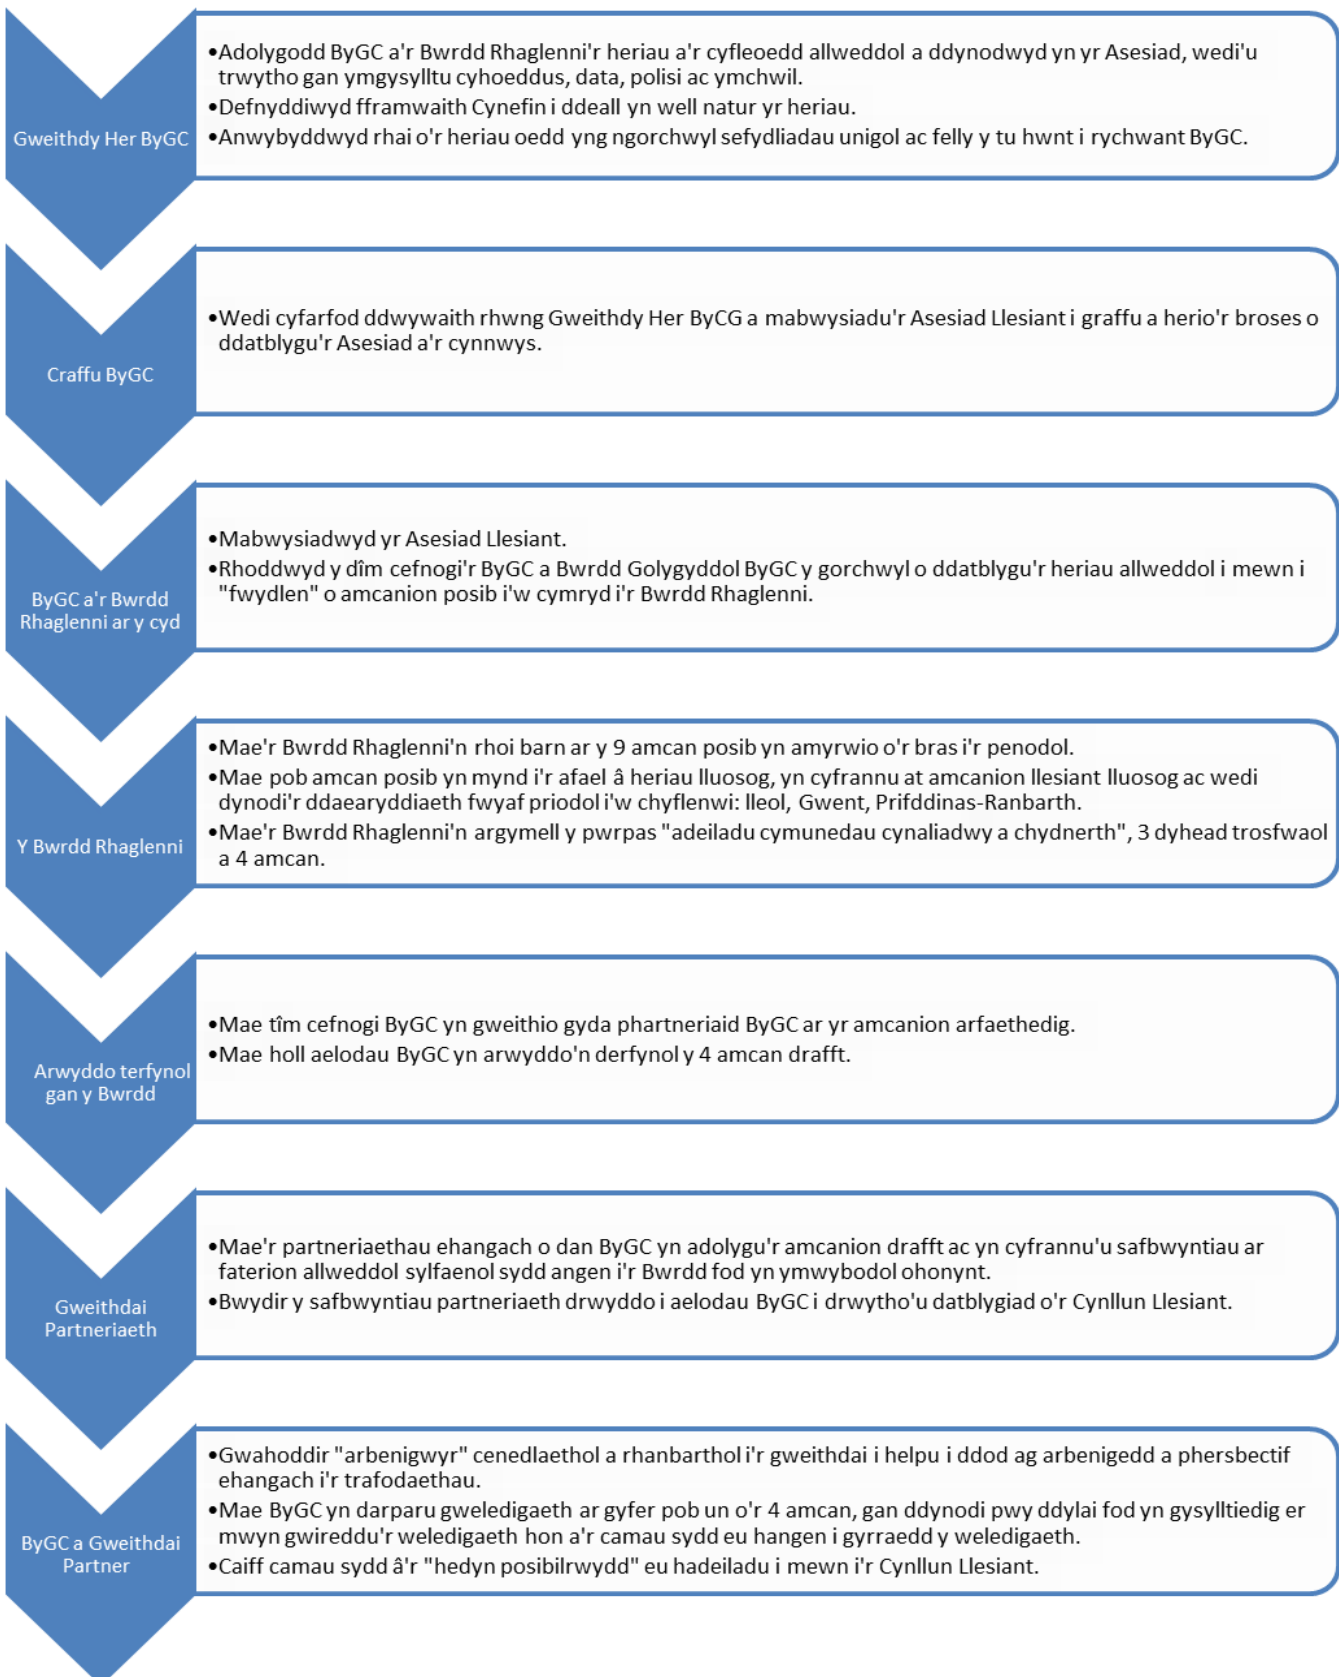 Gweithdy Her ByGC
•Adolygodd ByGC a'r Bwrdd Rhaglenni'r heriau a'r cyfleoedd allweddol a ddynodwyd yn yr Asesiad, wedi'u
trwytho gan ymgysylltu cyhoeddus, data, polisi ac ymchwil.
•Defnyddiwyd fframwaith Cynefin i ddeall yn well natur yr heriau.
•Anwybyddwyd rhai o'r heriau oedd yng ngorchwyl sefydliadau unigol ac felly y tu hwnt i rychwant ByGC.
Craffu ByGC
•Wedi cyfarfod ddwywaith rhwng Gweithdy Her ByCG a mabwysiadu'r Asesiad Llesiant i graffu a herio'r broses o
ddatblygu'r Asesiad a'r cynnwys.
ByGC a'r Bwrdd
Rhaglenni ar y cyd
•Mabwysiadwyd yr Asesiad Llesiant.
•Rhoddwyd y dîm cefnogi'r ByGC a Bwrdd Golygyddol ByGC y gorchwyl o ddatblygu'r heriau allweddol i mewn i
"fwydlen" o amcanion posib i'w cymryd i'r Bwrdd Rhaglenni.
Y Bwrdd Rhaglenni
•Mae'r Bwrdd Rhaglenni'n rhoi barn ar y 9 amcan posib yn amyrwio o'r bras i'r penodol.
•Mae pob amcan posib yn mynd i'r afael â heriau lluosog, yn cyfrannu at amcanion llesiant lluosog ac wedi
dynodi'r ddaearyddiaeth fwyaf priodol i'w chyflenwi: lleol, Gwent, Prifddinas-Ranbarth.
•Mae'r Bwrdd Rhaglenni'n argymell y pwrpas "adeiladu cymunedau cynaliadwy a chydnerth", 3 dyhead trosfwaol
a 4 amcan.
Arwyddo terfynol
gan y Bwrdd
•Mae tîm cefnogi ByGC yn gweithio gyda phartneriaid ByGC ar yr amcanion arfaethedig.
•Mae holl aelodau ByGC yn arwyddo'n derfynol y 4 amcan drafft.
Gweithdai
Partneriaeth
•Mae'r partneriaethau ehangach o dan ByGC yn adolygu'r amcanion drafft ac yn cyfrannu'u safbwyntiau ar
faterion allweddol sylfaenol sydd angen i'r Bwrdd fod yn ymwybodol ohonynt.
•Bwydir y safbwyntiau partneriaeth drwyddo i aelodau ByGC i drwytho'u datblygiad o'r Cynllun Llesiant.
ByGC a Gweithdai
Partner
•Gwahoddir "arbenigwyr" cenedlaethol a rhanbarthol i'r gweithdai i helpu i ddod ag arbenigedd a phersbectif
ehangach i'r trafodaethau.
•Mae ByGC yn darparu gweledigaeth ar gyfer pob un o'r 4 amcan, gan ddynodi pwy ddylai fod yn gysylltiedig er
mwyn gwireddu'r weledigaeth hon a'r camau sydd eu hangen i gyrraedd y weledigaeth.
•Caiff camau sydd â'r "hedyn posibilrwydd" eu hadeiladu i mewn i'r Cynllun Llesiant.